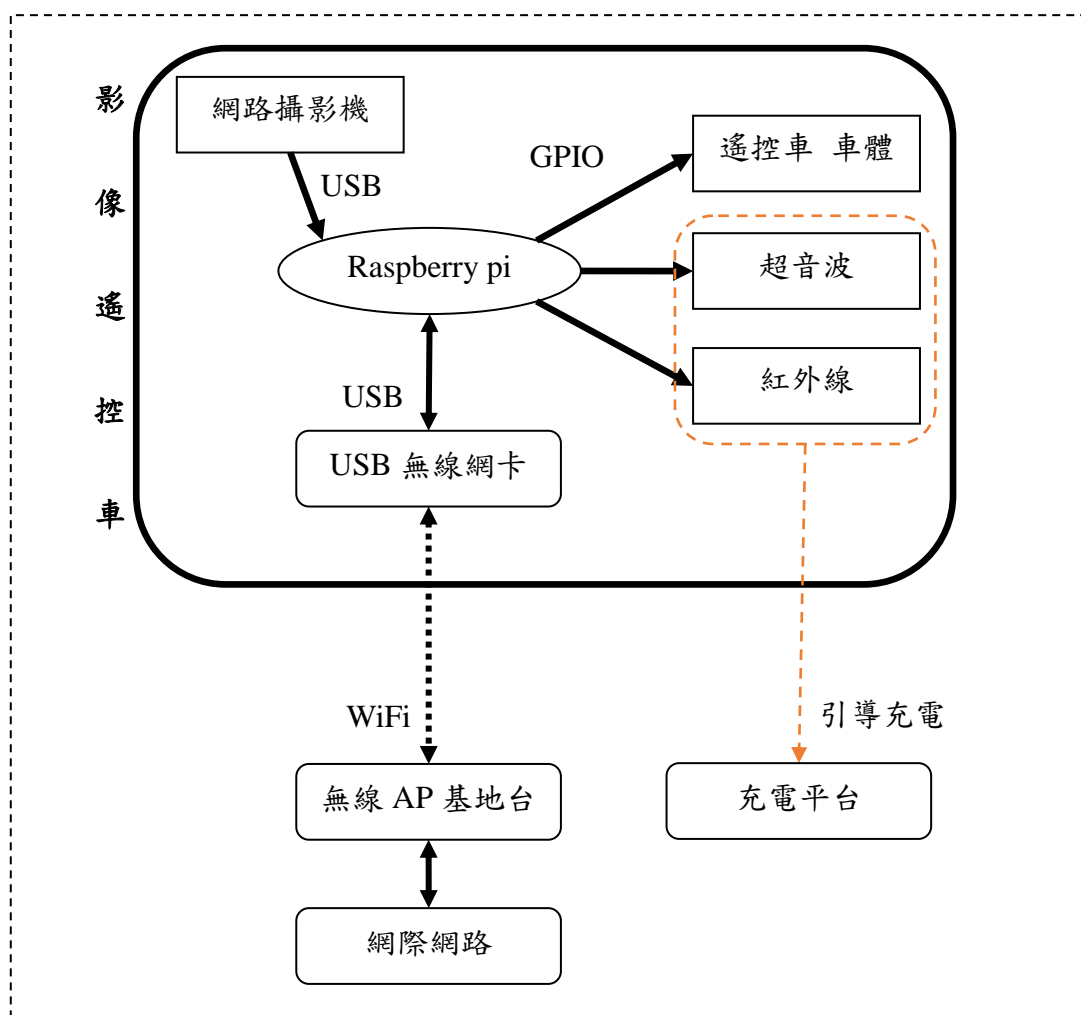 影像遙控車
網路攝影機
USB
GPIO
遙控車 車體
Raspberry pi
超音波
紅外線
USB
USB 無線網卡
WiFi
引導充電
無線 AP 基地台
充電平台
網際網路